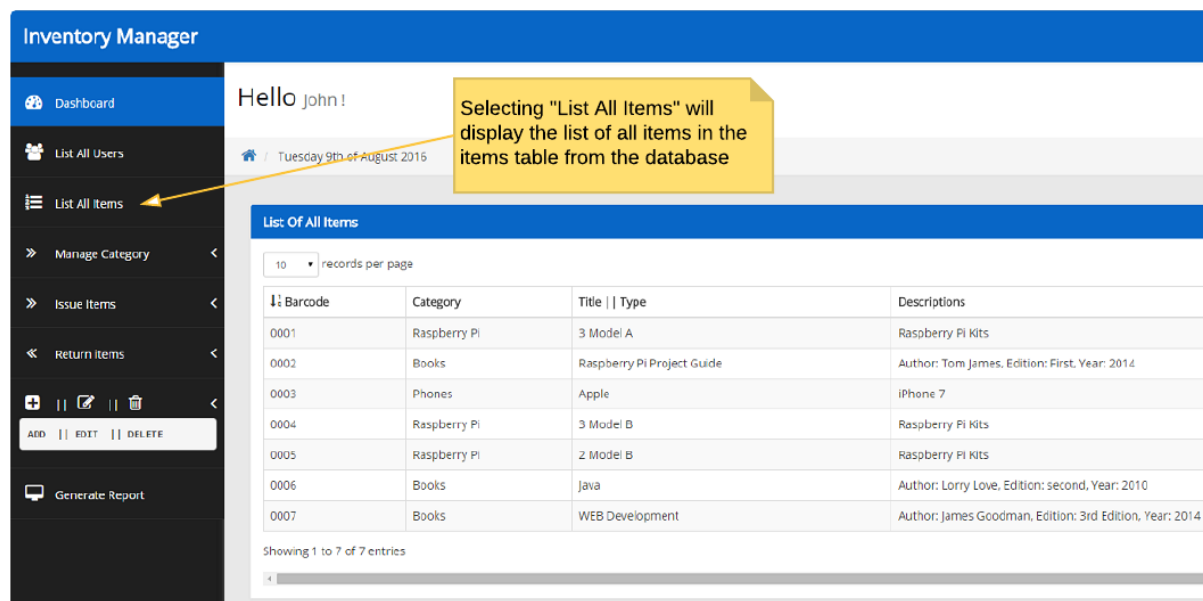 Inventory Manager
Dashboard
List All Users
List All Items
Manage Category
Issue Items
Return Items
|| ||
ADD || EDIT || DELETE
Generate Report
Hello John !
/ Tuesday 9th of August 2016
Selecting "List All Items" will
display the list of all items in the
items table from the database
List Of All Items
10 records per page
Barcode Category Title || Type Descriptions
0001 Raspberry Pi 3 Model A Raspberry Pi Kits
0002 Books Raspberry Pi Project Guide Author: Tom James, Edition: First, Year: 2014
0003 Phones Apple iPhone 7
0004 Raspberry Pi 3 Model B Raspberry Pi Kits
0005 Raspberry Pi 2 Model B Raspberry Pi Kits
0006 Books Java Author: Lorry Love, Edition: second, Year: 2010
0007 Books WEB Development Author: James Goodman, Edition: 3rd Edition, Year: 2014
Showing 1 to 7 of 7 entries